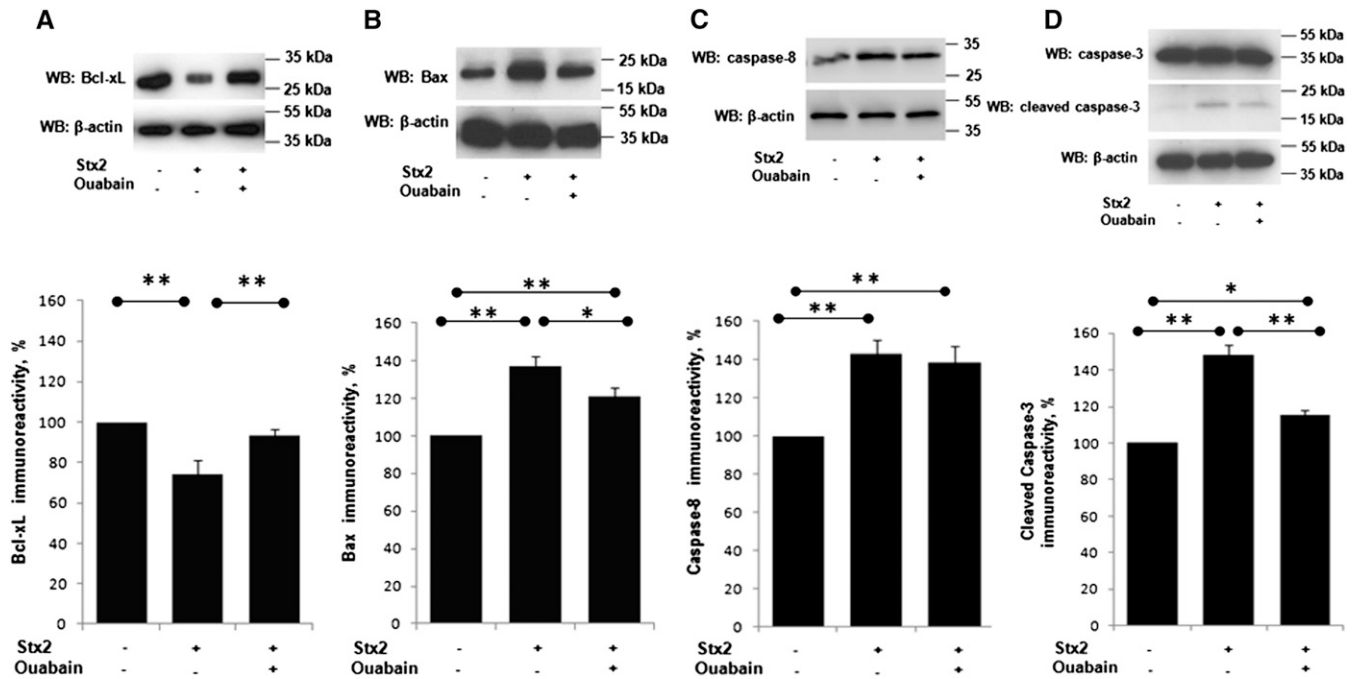 A
WB: Bcl-xL
35 kDa
25 kDa
WB: β-actin
55 kDa
35 kDa
Stx2 - + +
Ouabain - - +
** **
160
140
120
100
80
60
40
20
0
Bcl-xL immunoreactivity, %
Stx2 - + +
Ouabain - - +
B
WB: Bax
25 kDa
15 kDa
WB: β-actin
55 kDa
35 kDa
Stx2 - + +
Ouabain - - +
**
** *
160
140
120
100
80
60
40
20
0
Bax immunoreactivity, %
Stx2 - + +
Ouabain - - +
C
WB: caspase-8
35
25
WB: β-actin
55
35
Stx2 - + +
Ouabain - - +
**
**
160
140
120
100
80
60
40
20
0
Caspase-8 immunoreactivity, %
Stx2 - + +
Ouabain - - +
D
WB: caspase-3
55 kDa
35 kDa
WB: cleaved caspase-3
25 kDa
15 kDa
WB: β-actin
55 kDa
35 kDa
Stx2 - + +
Ouabain - - +
*
** **
160
140
120
100
80
60
40
20
0
Cleaved Caspase-3
immunoreactivity, %
Stx2 - + +
Ouabain - - +